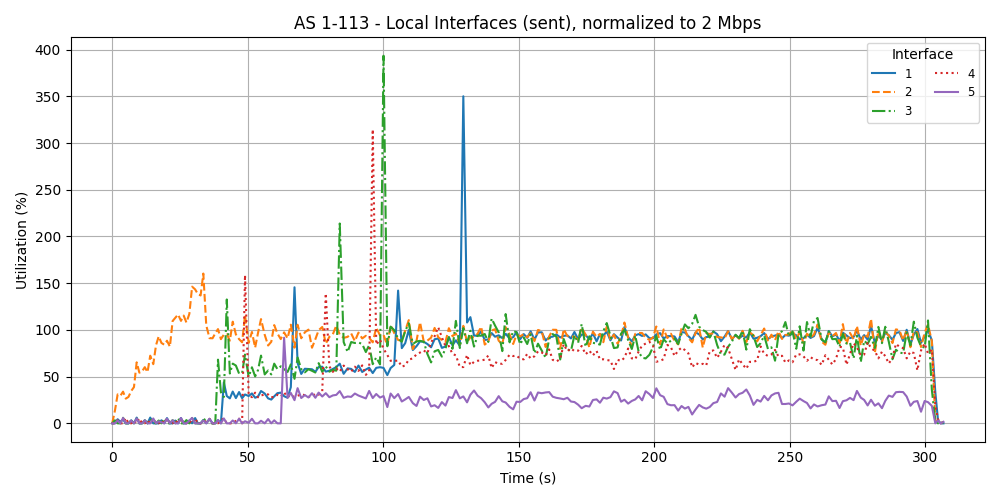 AS 1-113 - Local Interfaces (sent), normalized to 2 Mbps
Interface
1
2
3
4
5
Utilization (%)
400
350
300
250
200
150
100
50
0
0 50 100 150 200 250 300
Time (s)